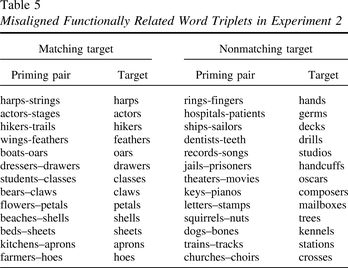 Table 5
Misaligned Functionally Related Word Triplets in Experiment 2
Matching target Nonmatching target
Priming pair Target Priming pair Target
harps-strings harps rings-fingers hands
actors-stages actors hospitals-patients germs
hikers-trails hikers ships-sailors decks
wings-feathers feathers dentists-teeth drills
boats-oars oars records-songs studios
dressers–drawers drawers jails–prisoners handcuffs
students–classes classes theaters–movies oscars
bears–claws claws keys–pianos composers
flowers–petals petals letters–stamps mailboxes
beaches–shells shells squirrels–nuts trees
beds–sheets sheets dogs–bones kennels
kitchens–aprons aprons trains–tracks stations
farmers–hoes hoes churches–choirs crosses